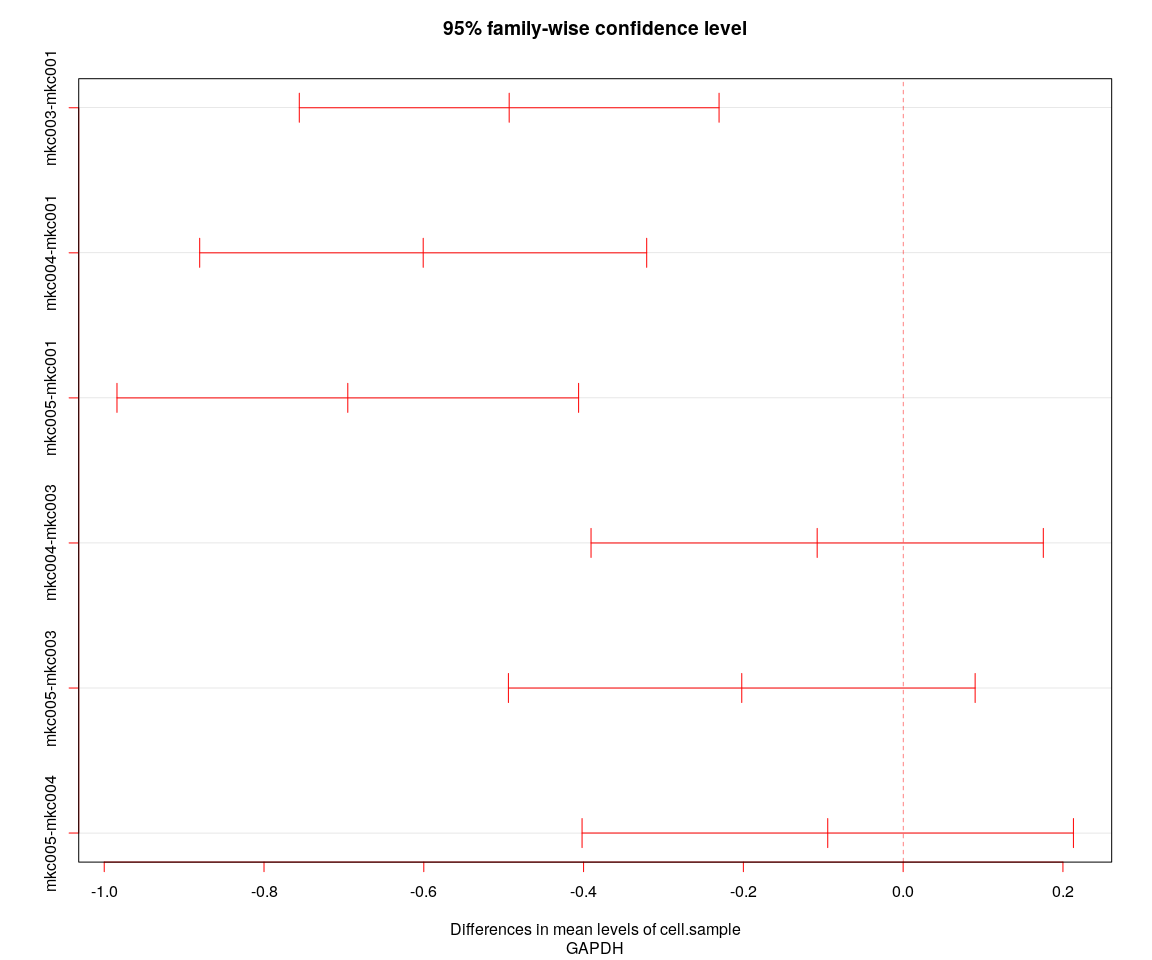 95% family-wise confidence level
mkc003-mkc001
mkc004-mkc001
mkc005-mkc001
mkc004-mkc003
mkc005-mkc003
mkc005-mkc004
-1.0 -0.8 -0.6 -0.4 -0.2 0.0 0.2
Differences in mean levels of cell.sample
GAPDH